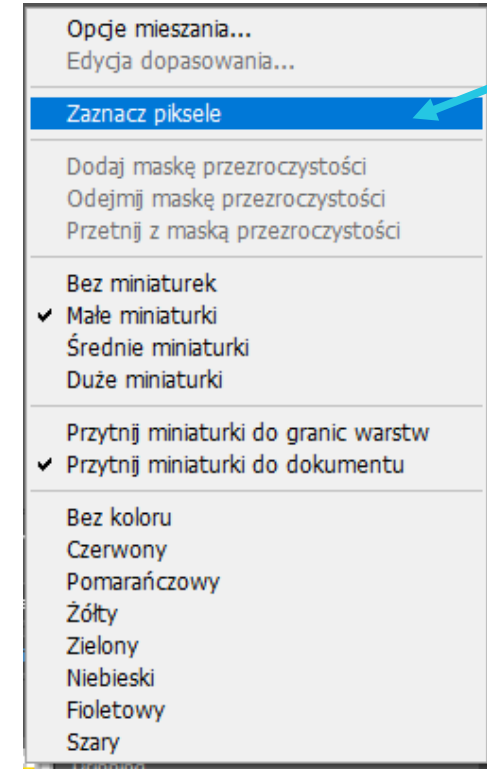 Opcje mieszania...
Edycja dopasowania...
Zaznacz piksele
Dodaj maskę przezroczystości
Odejmij maskę przezroczystości
Przetnij z maską przezroczystości
Bez miniaturek
Małe miniaturki
Średnie miniaturki
Duże miniaturki
Przytnij miniaturki do granic warstw
Przytnij miniaturki do dokumentu
Bez koloru
Czerwony
Pomarańczowy
Żółty
Zielony
Niebieski
Fioletowy
Szary